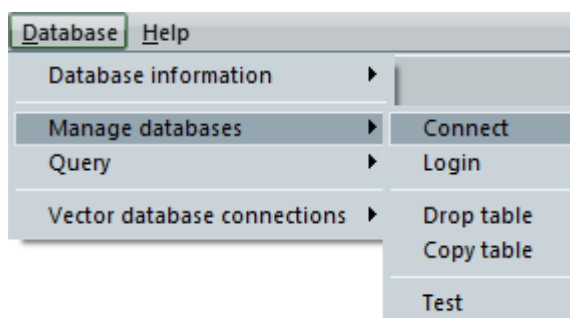 Database Help
Database information
Manage databases
Connect
Query
Login
Vector database connections
Drop table
Copy table
Test